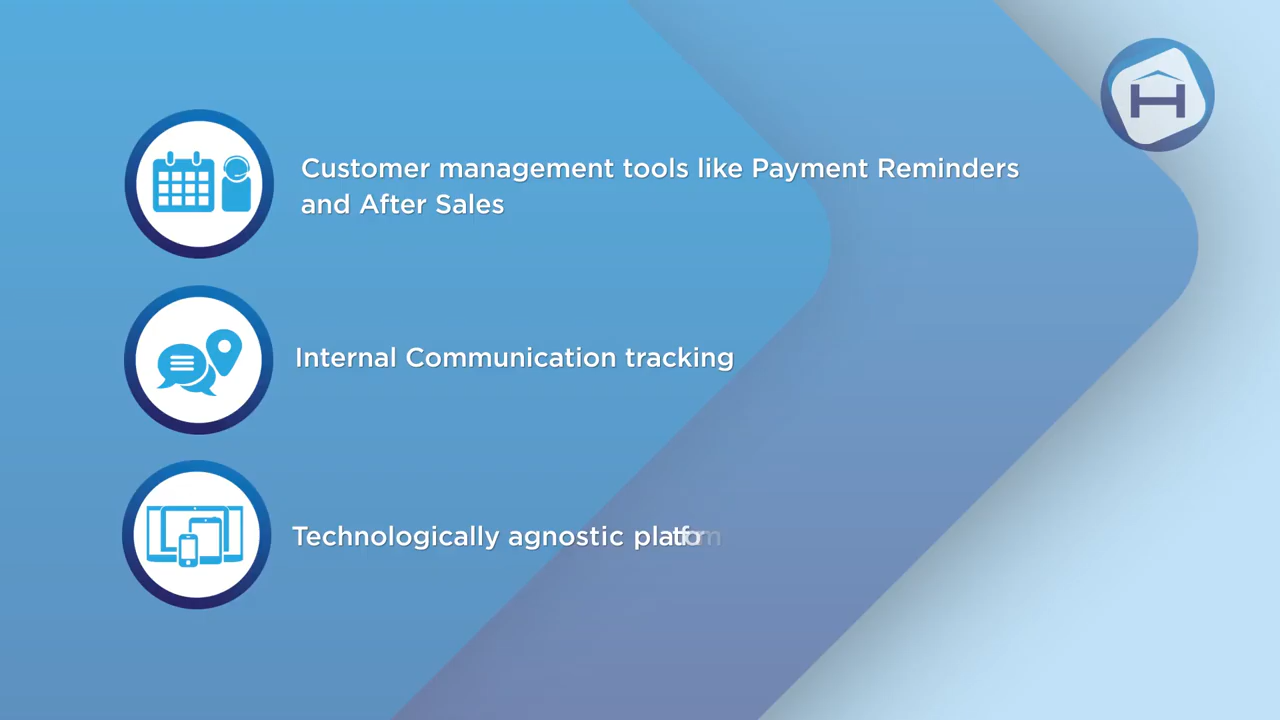 Customer management tools like Payment Reminders
and After Sales
Internal Communication tracking
Technologically agnostic platform
H